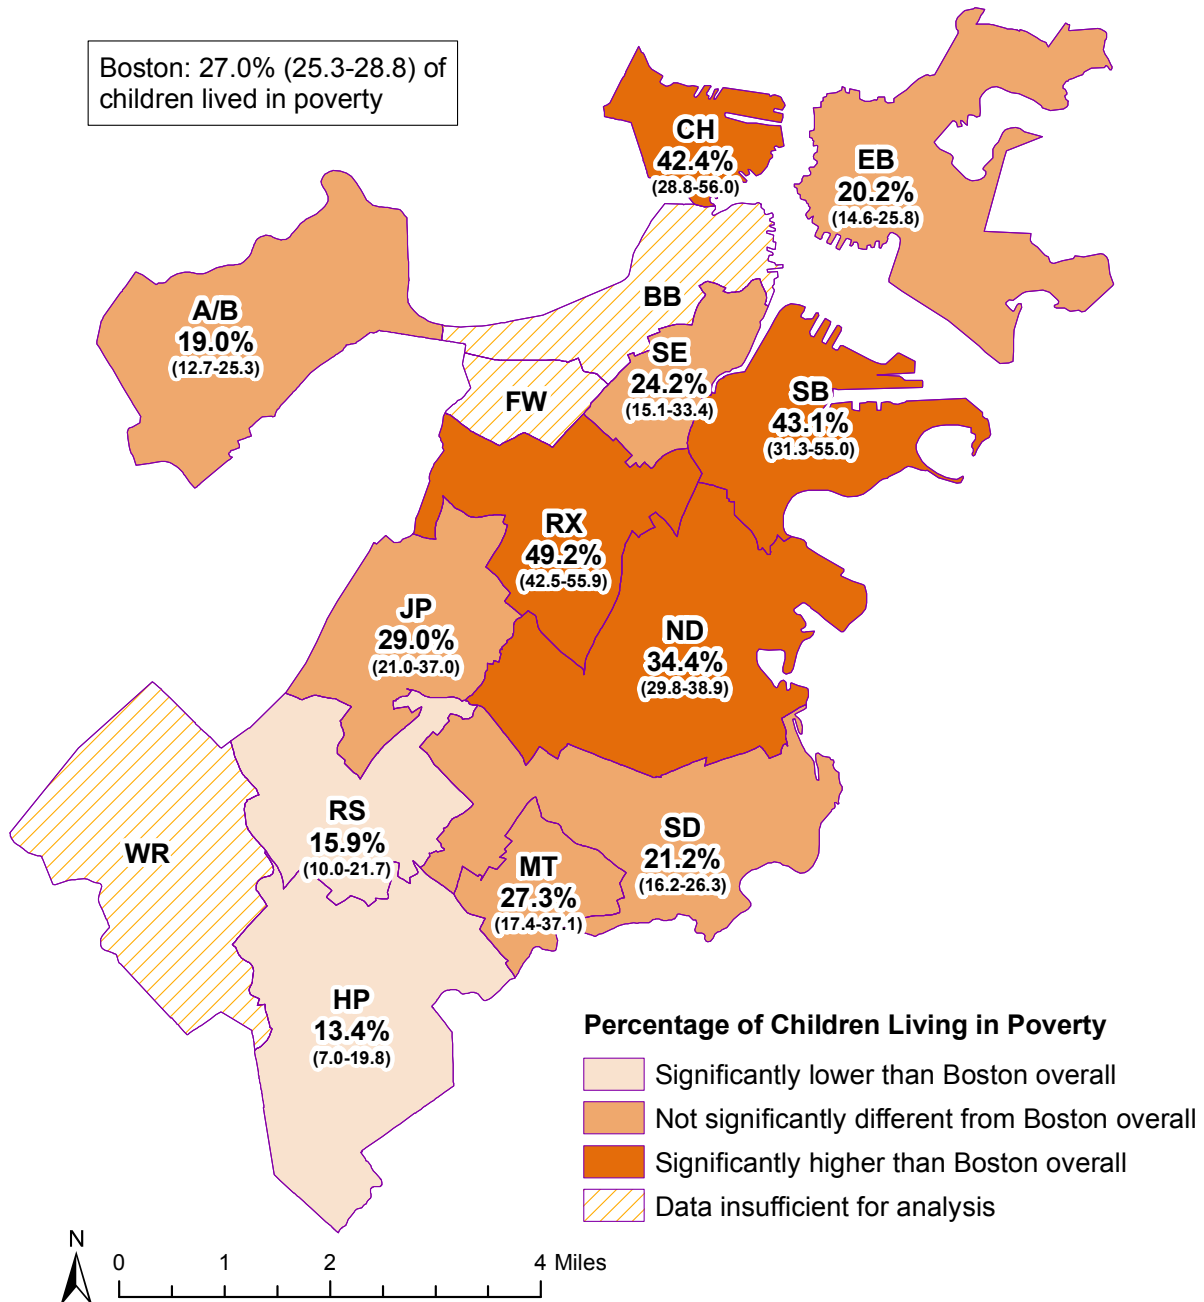 Boston: 27.0% (25.3-28.8) of
children lived in poverty
CH
42.4%
(28.8-56.0)
EB
20.2%
(14.6-25.8)
A/B
19.0%
(12.7-25.3)
BB
SE
24.2%
(15.1-33.4)
FW
SB
43.1%
(31.3-55.0)
RX
49.2%
(42.5-55.9)
JP
29.0%
(21.0-37.0)
ND
34.4%
(29.8-38.9)
RS
15.9%
(10.0-21.7)
WR
SD
21.2%
(16.2-26.3)
MT
27.3%
(17.4-37.1)
HP
13.4%
(7.0-19.8)
Percentage of Children Living in Poverty
Significantly lower than Boston overall
Not significantly different from Boston overall
Significantly higher than Boston overall
Data insufficient for analysis
N
0 1 2 4 Miles